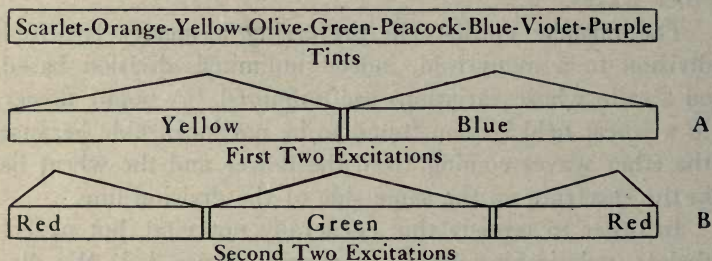 Scarlet-Orange-Yellow-Olive-Green-Peacock-Blue-Violet-Purple
Tints
Yellow Blue A
First Two Excitations
Red Green Red B
Second Two Excitations